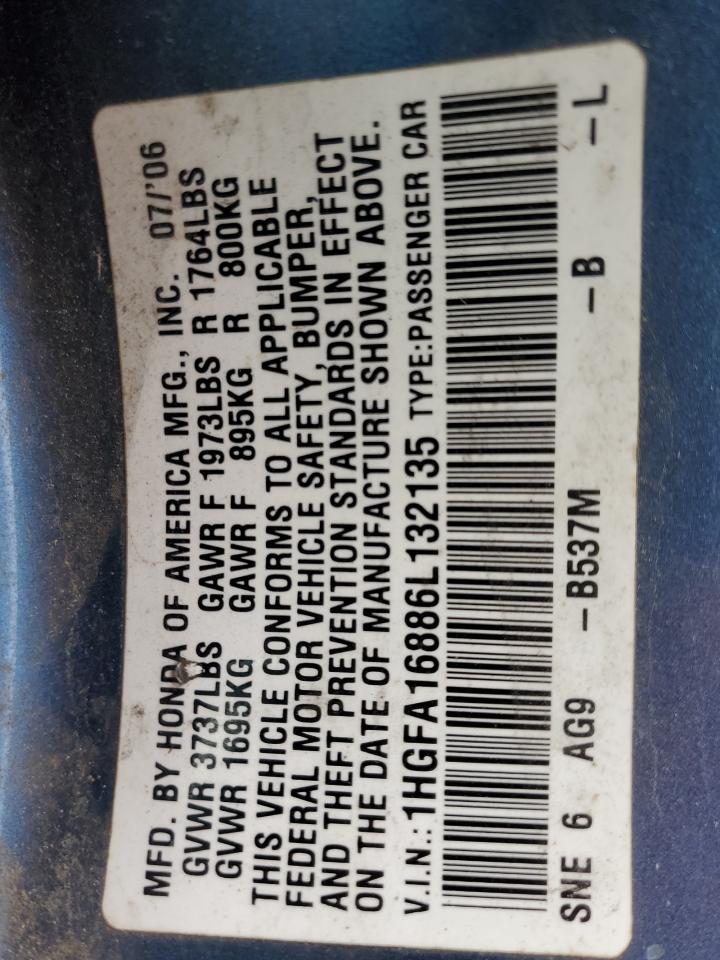 MFD. BY HONDA OF AMERICA MFG., INC. 07/'06
GVWR 3737LBS GAWR F 1973LBS R 1764LBS
GVWR 1695KG GAWR F 895KG R 800KG
THIS VEHICLE CONFORMS TO ALL APPLICABLE
FEDERAL MOTOR VEHICLE SAFETY, BUMPER,
AND THEFT PREVENTION STANDARDS IN EFFECT
ON THE DATE OF MANUFACTURE SHOWN ABOVE.
V.I.N.: 1HGFA16886L132135 TYPE:PASSENGER CAR
SNE 6 AG9 -B537M -B -L